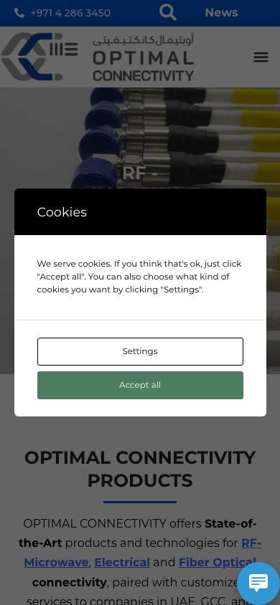 +971 4 286 3450
News
أوبتيمال كانكتيفيتي
OPTIMAL
CONNECTIVITY
RF -
Cookies
We serve cookies. If you think that's ok, just click
"Accept all". You can also choose what kind of
cookies you want by clicking "Settings".
Settings
Accept all
OPTIMAL CONNECTIVITY
PRODUCTS
OPTIMAL CONNECTIVITY offers State-of-
the-Art products and technologies for RF-
Microwave, Electrical and Fiber Optical
connectivity, paired with customized
services to companies in UAE, GCC, and